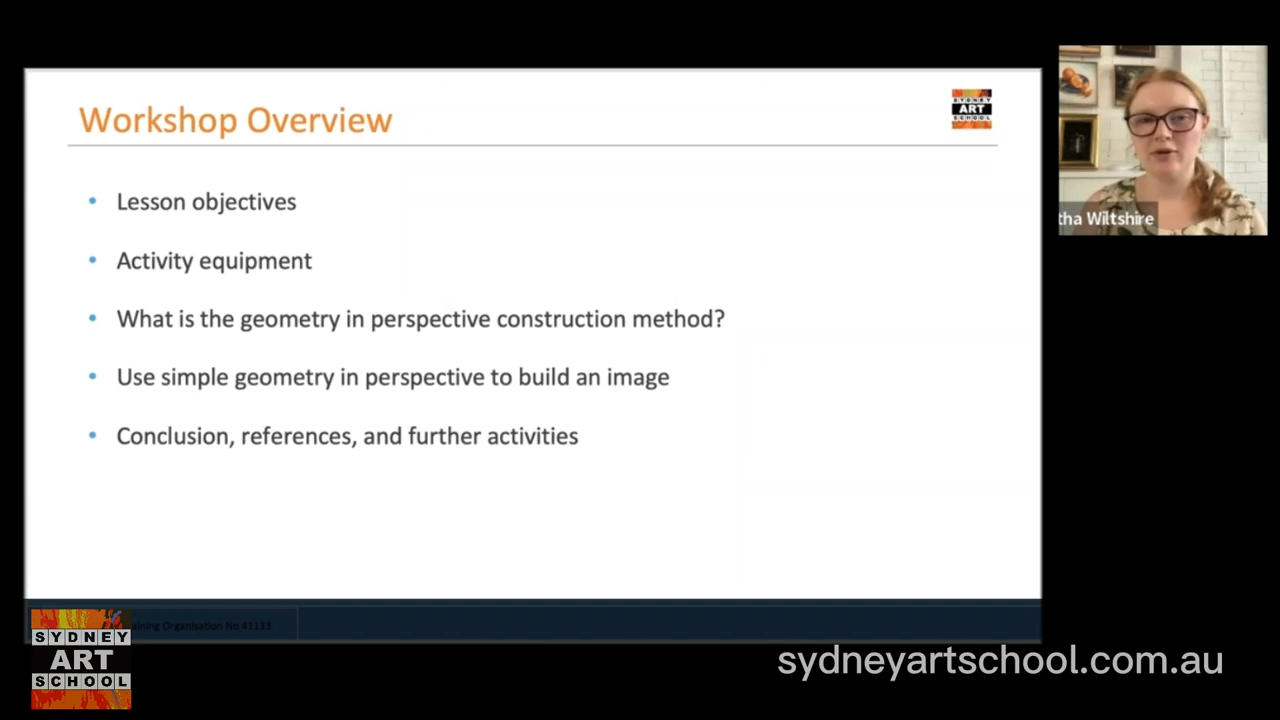 Workshop Overview
SYDNEY
ART
SCHOOL
• Lesson objectives
• Activity equipment
• What is the geometry in perspective construction method?
• Use simple geometry in perspective to build an image
• Conclusion, references, and further activities
tha Wiltshire
Organisation No 41133
SYDNEY
ART
SCHOOL
sydneyartschool.com.au